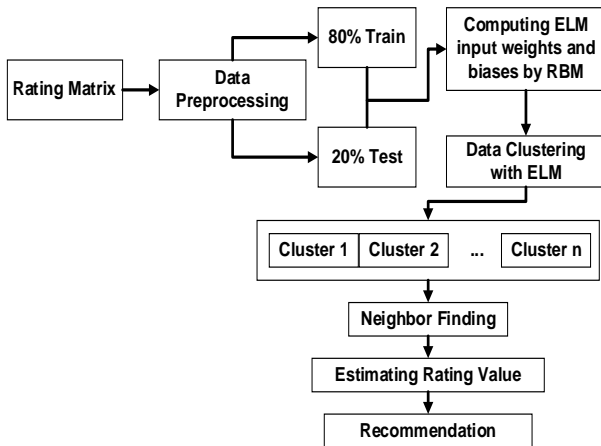 Rating Matrix
Data
Preprocessing
80% Train
20% Test
Computing ELM
input weights and
biases by RBM
Data Clustering
with ELM
Cluster 1 Cluster 2 ... Cluster n
Neighbor Finding
Estimating Rating Value
Recommendation